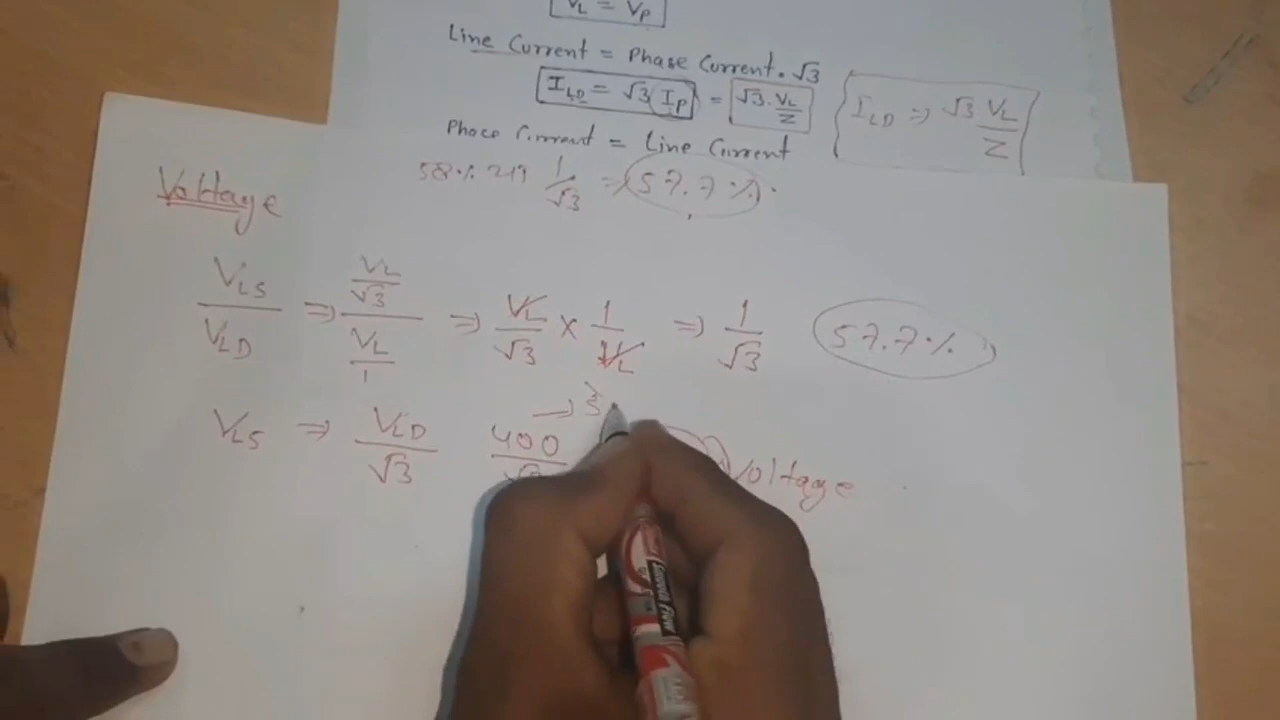 VL = VP
Line Current = Phase Current . √3
ILD = √3 IP = √3 . VL/Z
ILD => √3 VL/Z
Phace Current = Line Current
58% 1/√3 => 57.7%.
Voltage
VLS/VLD => (VL/√3)/(VL/1) => VL/√3 × 1/VL => 1/√3 57.7%
VLS => VLD/√3 400/ Voltage